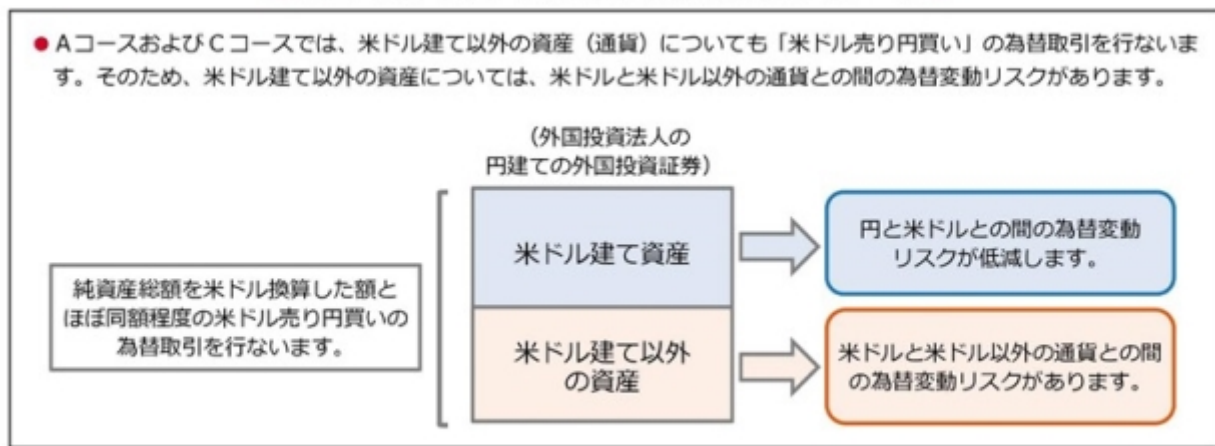 ● AコースおよびCコースでは、米ドル建て以外の資産（通貨）についても「米ドル売り円買い」の為替取引を行ないま
す。そのため、米ドル建て以外の資産については、米ドルと米ドル以外の通貨との間の為替変動リスクがあります。
（外国投資法人の
円建ての外国投資証券）
純資産総額を米ドル換算した額と
ほぼ同額程度の米ドル売り円買いの
為替取引を行ないます。
米ドル建て資産
円と米ドルとの間の為替変動
リスクが低減します。
米ドル建て以外
の資産
米ドルと米ドル以外の通貨との間
の為替変動リスクがあります。